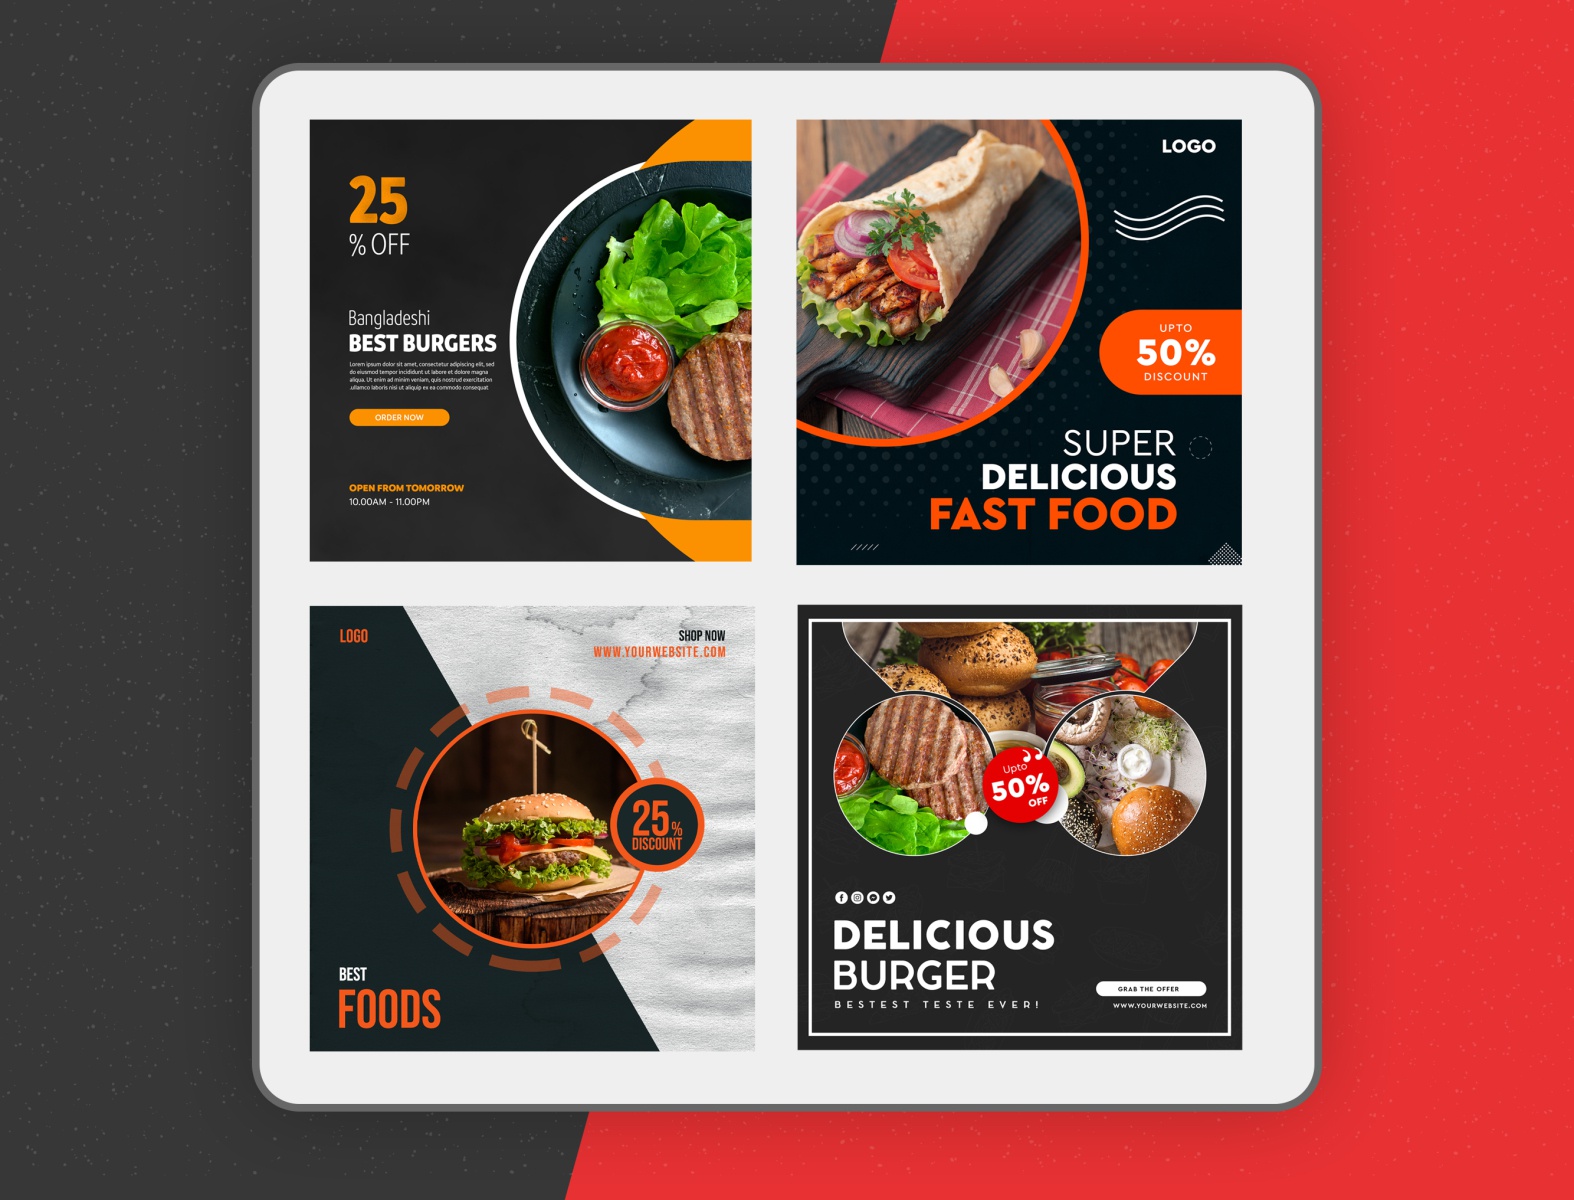 25
% OFF
Bangladeshi
BEST BURGERS
Lorem ipsum dolor sit amet, consectetur adipiscing elit, sed
do eiusmod tempor incididunt ut labore et dolore magna
aliqua. Ut enim ad minim veniam, quis nostrud exercitation
ullamco laboris nisi ut aliquip ex ea commodo consequat
ORDER NOW
OPEN FROM TOMORROW
10.00AM - 11.00PM
LOGO
UPTO
50%
DISCOUNT
SUPER
DELICIOUS
FAST FOOD
LOGO
SHOP NOW
WWW.YOURWEBSITE.COM
25%
DISCOUNT
BEST
FOODS
Upto
50%
OFF
DELICIOUS
BURGER
BESTEST TESTE EVER!
GRAB THE OFFER
WWW.YOURWEBSITE.COM